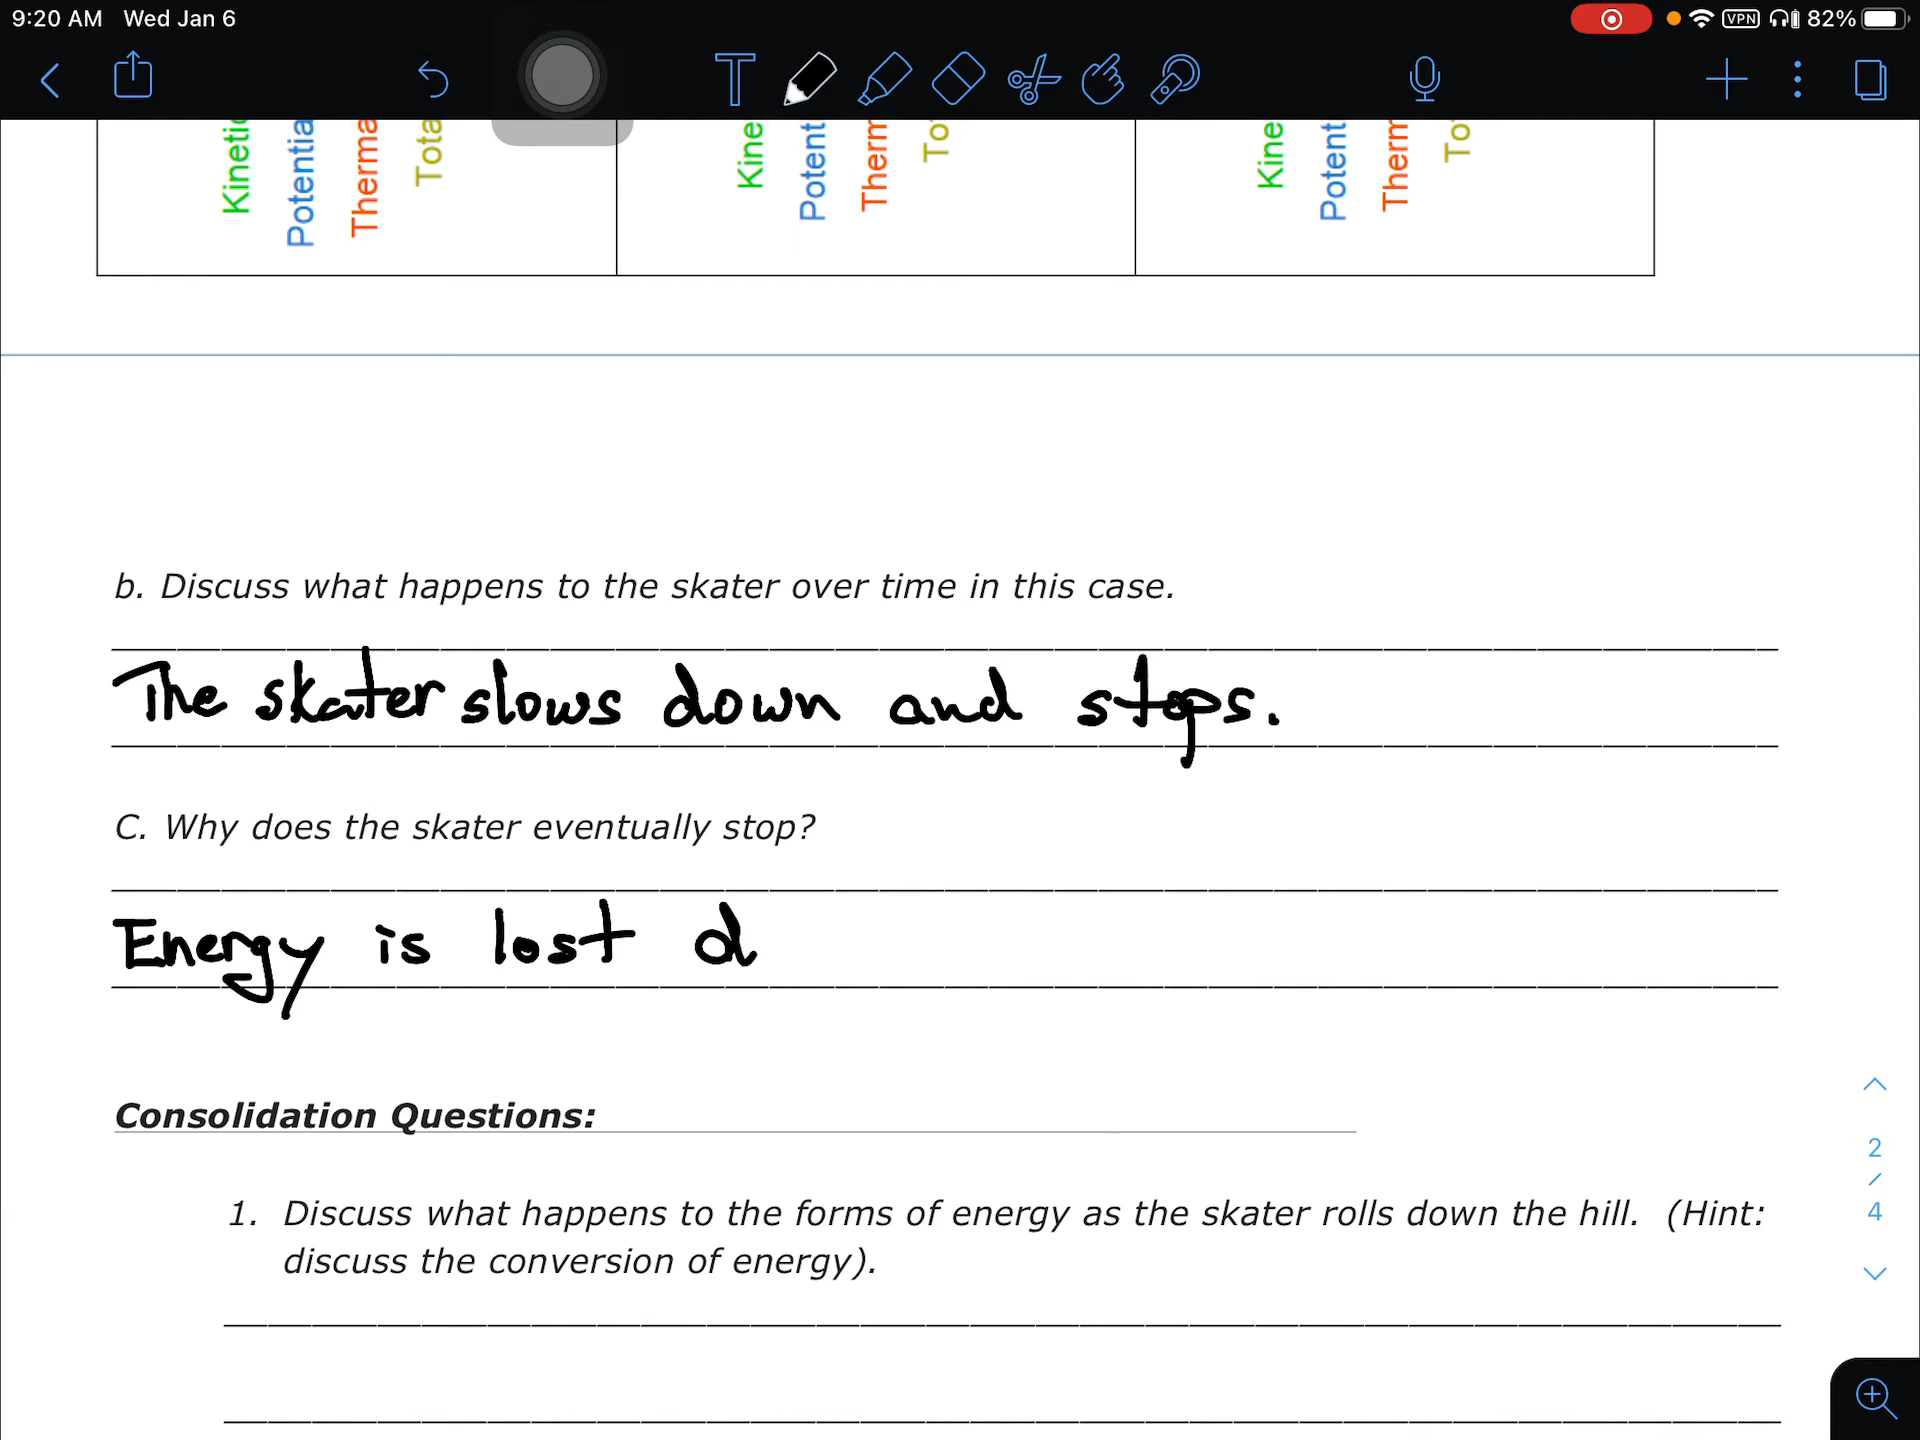 9:20 AM Wed Jan 6 VPN 82%
T
Kinetic Potentia Therma Tota Kine Potent Therm To Kine Potent Therm To
b. Discuss what happens to the skater over time in this case.
The skater slows down and stops.
C. Why does the skater eventually stop?
Energy is lost d
Consolidation Questions:
1. Discuss what happens to the forms of energy as the skater rolls down the hill. (Hint:
discuss the conversion of energy).
2
/
4